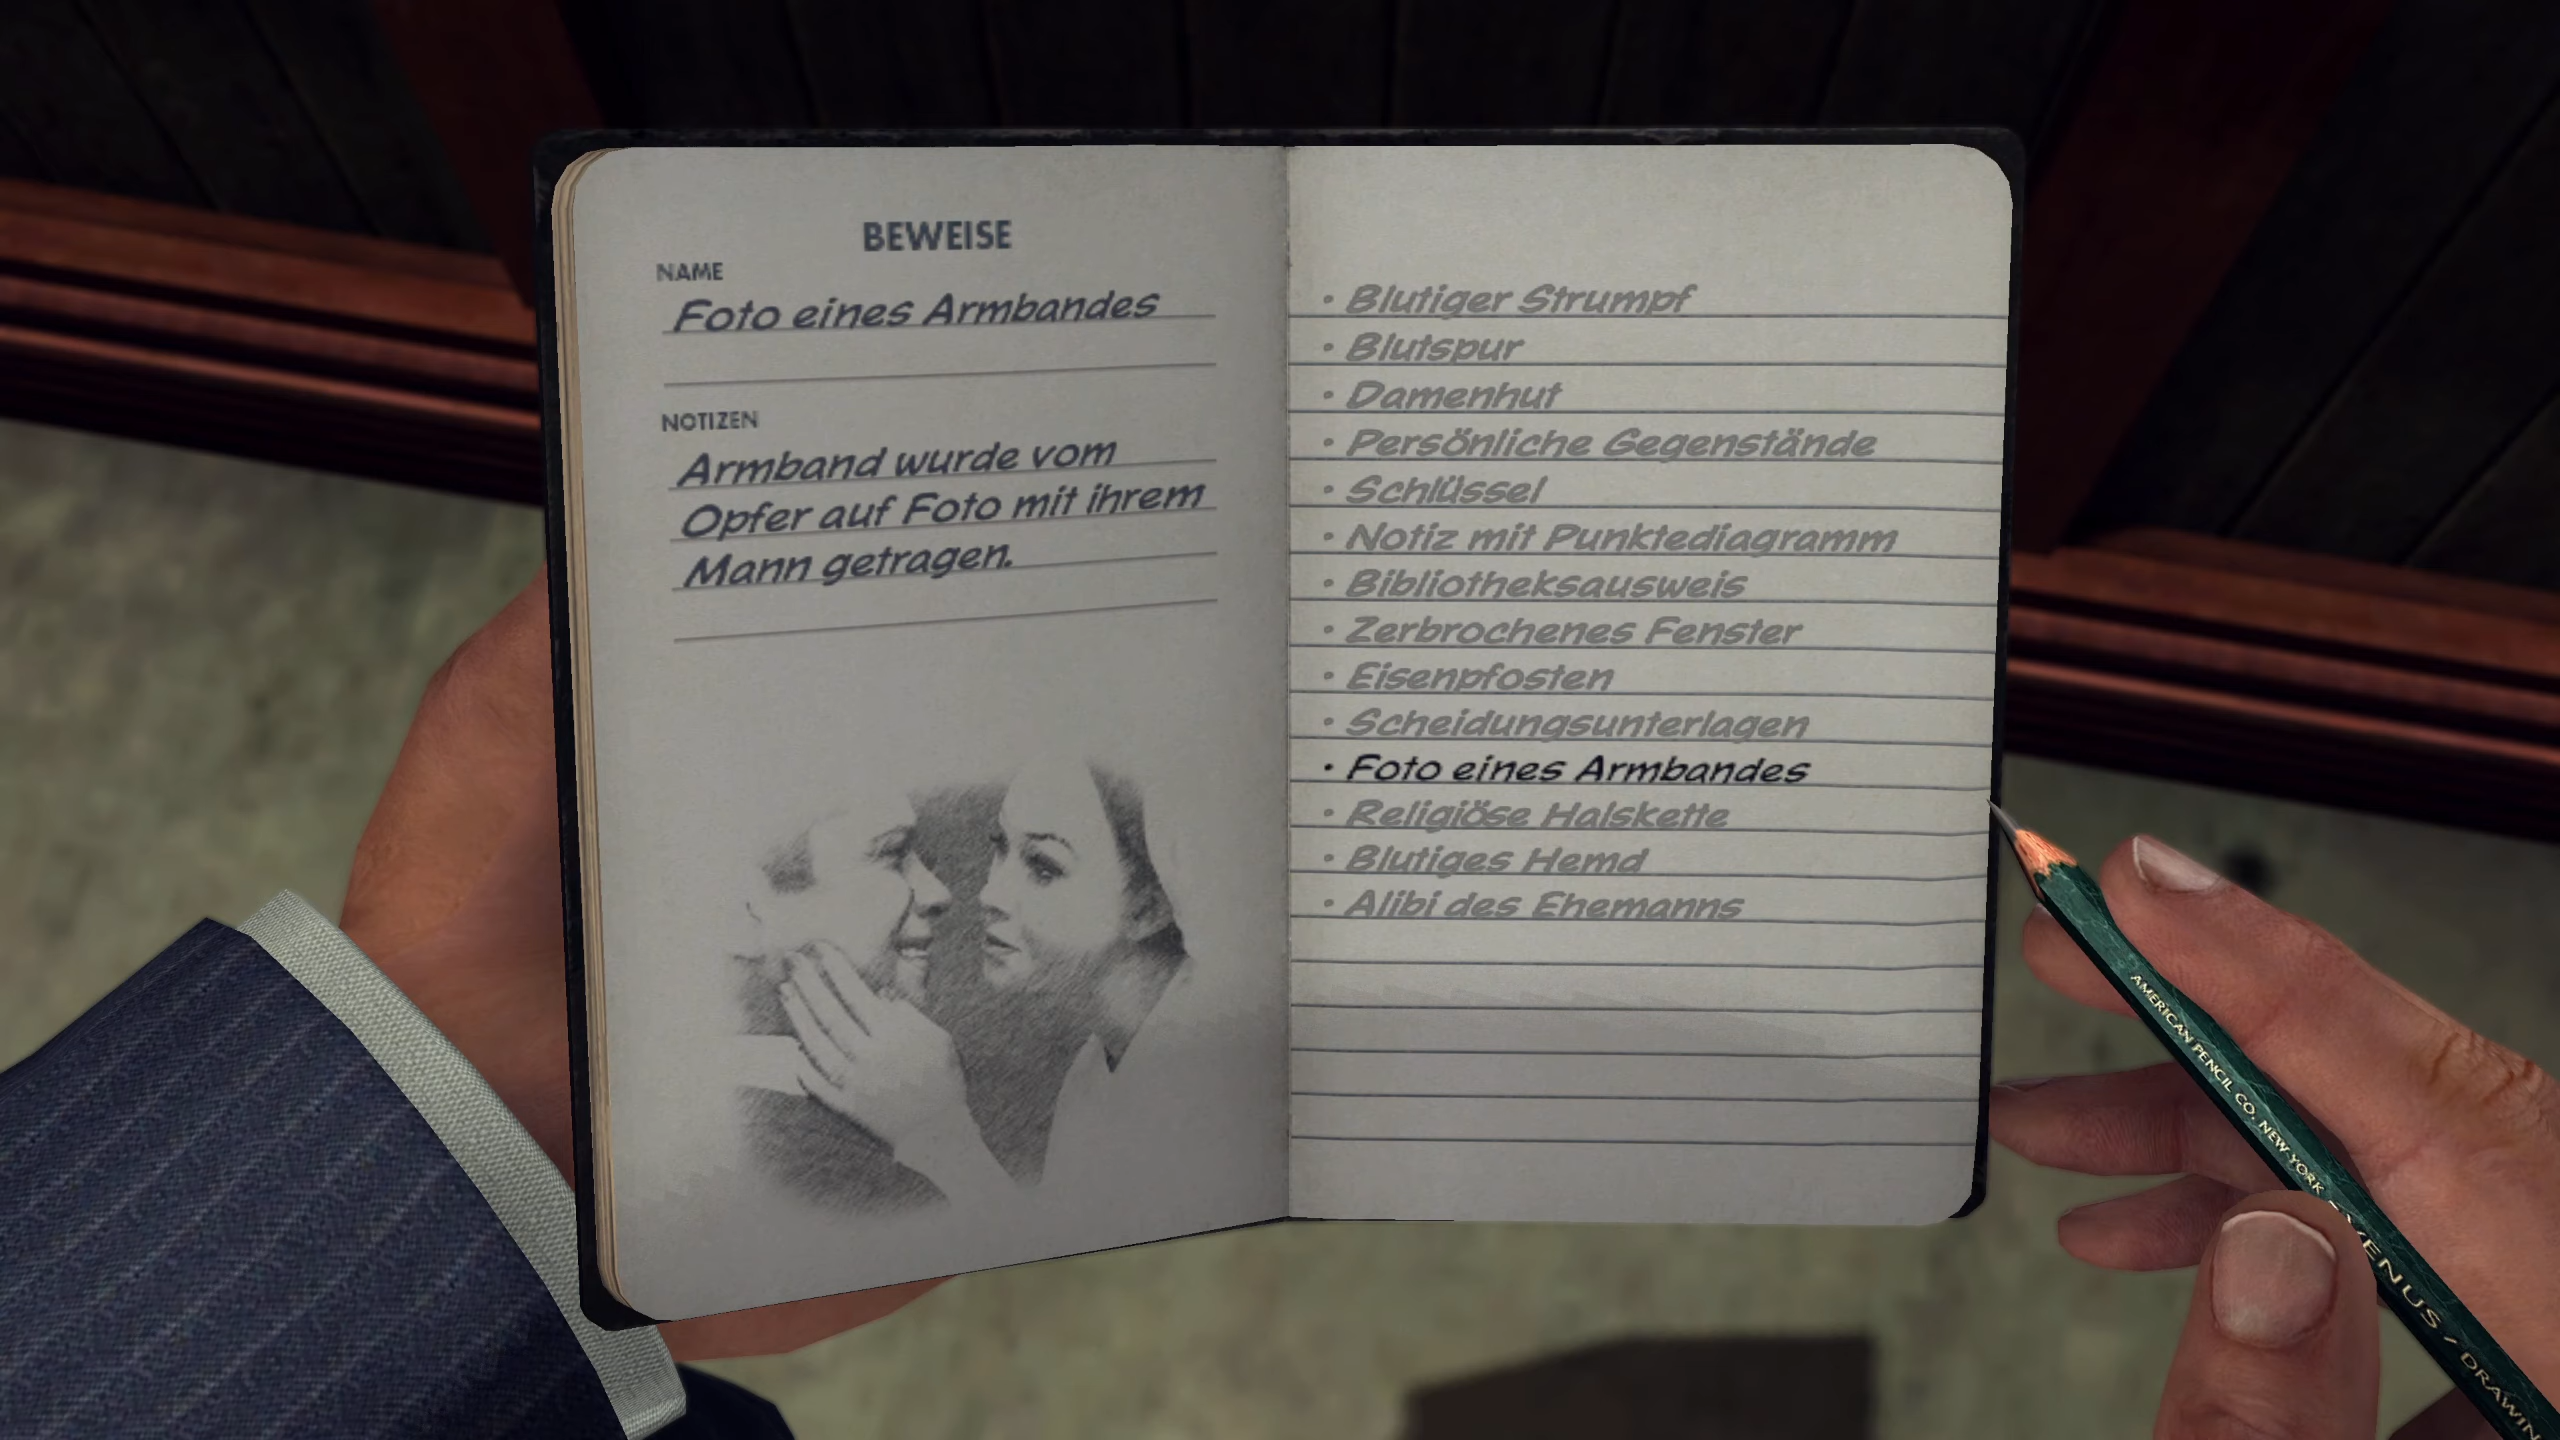 BEWEISE
NAME
Foto eines Armbandes
NOTIZEN
Armband wurde vom
Opfer auf Foto mit ihrem
Mann getragen.
• Blutiger Strumpf
• Blutspur
• Damenhut
• Persönliche Gegenstände
• Schlüssel
• Notiz mit Punktediagramm
• Bibliotheksausweis
• Zerbrochenes Fenster
• Eisenpfosten
• Scheidungsunterlagen
• Foto eines Armbandes
• Religiöse Halskette
• Blutiges Hemd
• Alibi des Ehemanns
AMERICAN PENCIL CO. NEW YORK